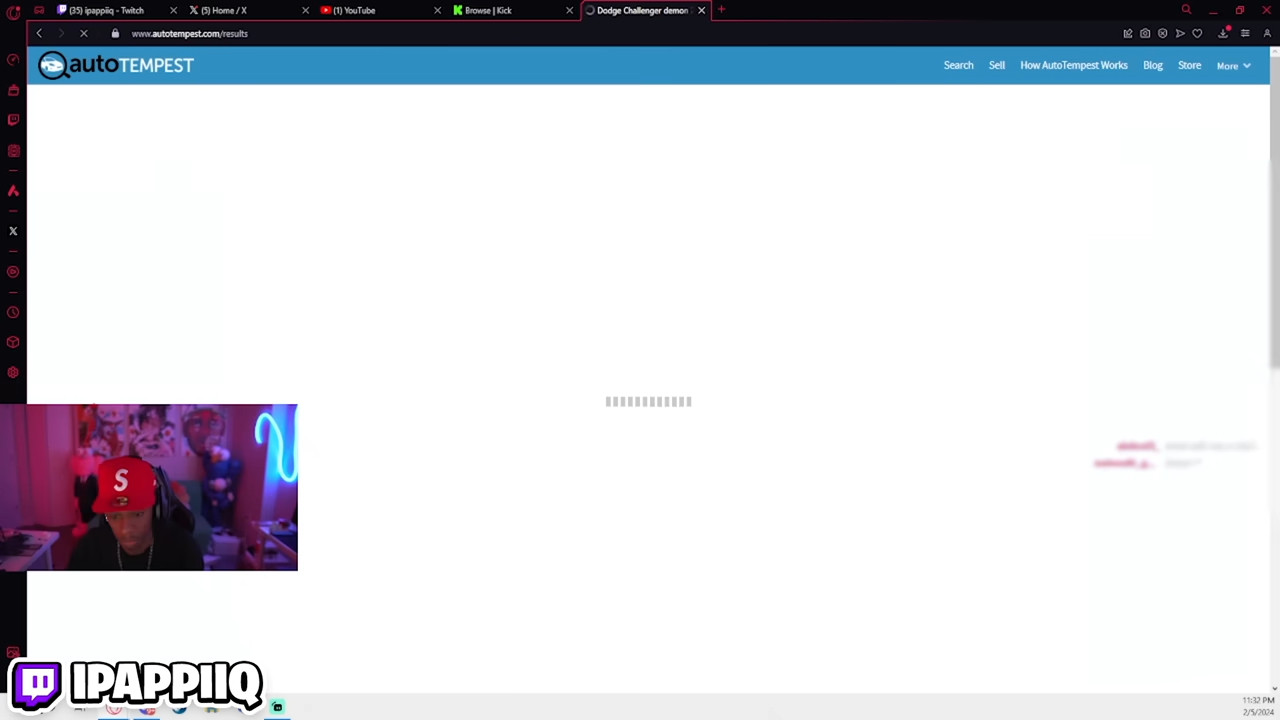 (35) ipappiiq - Twitch
(5) Home / X
(1) YouTube
Browse | Kick
Dodge Challenger demon
www.autotempest.com/results
autoTEMPEST
Search
Sell
How AutoTempest Works
Blog
Store
More
S
IPAPPIIQ
11:32 PM
2/5/2024